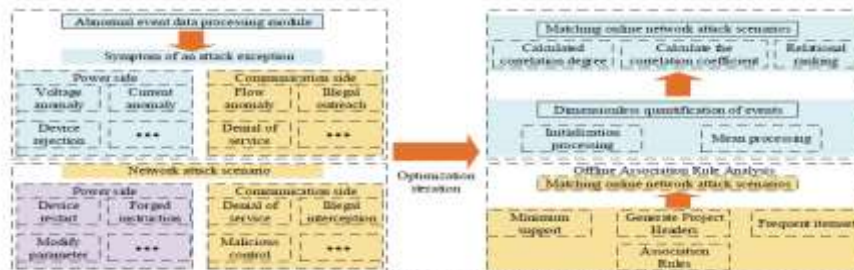 Abnormal event data processing module
Symptom of an attack exception
Power side
Communication side
Voltage
anomaly
Current
anomaly
Flow
anomaly
Illegal
outreach
Device
rejection
•••
Denial of
service
•••
Network attack scenario
Power side
Communication side
Device
restart
Forged
instruction
Denial of
service
Illegal
interception
Modify
parameter
•••
Malicious
control
•••
Optimization
iteration
Matching online network attack scenarios
Calculated
correlation degree
Calculate the
correlation coefficient
Relational
ranking
Dimensionless quantification of events
Initialization
processing
Mean processing
Offline Association Rule Analysis
Matching online network attack scenarios
Minimum
support
Generate Project
Headers
Frequent itemset
Association
Rules